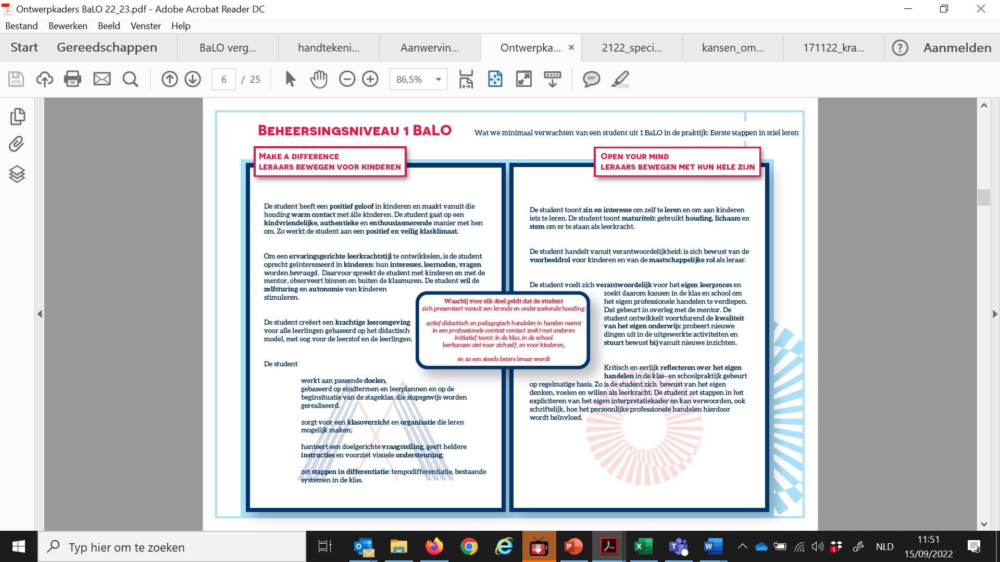 Ontwerpkaders BaLO 22_23.pdf - Adobe Acrobat Reader DC
Bestand Bewerken Beeld Venster Help
Start Gereedschappen BaLO verg... handtekeni... Aanwervin... Ontwerpka... 2122_speci... kansen_om... 171122_kra... Aanmelden
6 / 25 86,5%
BEHEERSINGSNIVEAU 1 BALO
Wat we minimaal verwachten van een student uit 1 BaLO in de praktijk: Eerste stappen in stiel leren
MAKE A DIFFERENCE
LERAARS BEWEGEN VOOR KINDEREN
De student heeft een positief geloof in kinderen en maakt vanuit die
houding warm contact met álle kinderen. De student gaat op een
kindvriendelijke, authentieke en enthousiasmerende manier met hen
om. Zo werkt de student aan een positief en veilig klasklimaat.
Om een ervaringsgerichte leerkrachtstijl te ontwikkelen, is de student
oprecht geïnteresseerd in kinderen: hun interesses, leernoden, vragen
worden bevraagd. Daarvoor spreekt de student met kinderen en met de
mentor, observeert binnen en buiten de klasmuren. De student wil de
zelfsturing en autonomie van kinderen
stimuleren.
De student creëert een krachtige leeromgeving
voor alle leerlingen gebaseerd op het didactisch
model, met oog voor de leerstof en de leerlingen.
De student
werkt aan passende doelen,
gebaseerd op eindtermen en leerplannen en op de
beginsituatie van de stageklas, die stapsgewijs worden
gerealiseerd.
zorgt voor een klasoverzicht en organisatie die leren
mogelijk maken;
hanteert een doelgerichte vraagstelling, geeft heldere
instructies en voorziet visuele ondersteuning;
zet stappen in differentiatie: tempodifferentiatie, bestaande
systemen in de klas.
Waarbij voor elk doel geldt dat de student
zich presenteert vanuit een lerende en onderzoekende houding:
actief didactisch en pedagogisch handelen in handen neemt
in een professionele context contact zoekt met anderen
initiatief toont: in de klas, in de school
leerkansen ziet voor zichzelf, en voor kinderen,
en zo een steeds betere leraar wordt
OPEN YOUR MIND
LERAARS BEWEGEN MET HUN HELE ZIJN
De student toont zin en interesse om zelf te leren en om aan kinderen
iets te leren. De student toont maturiteit: gebruikt houding, lichaam en
stem om er te staan als leerkracht.
De student handelt vanuit verantwoordelijkheid: is zich bewust van de
voorbeeldrol voor kinderen en van de maatschappelijke rol als leraar.
De student voelt zich verantwoordelijk voor het eigen leerproces en
zoekt daarom kansen in de klas en school om
het eigen professionele handelen te verdiepen.
Dat gebeurt in overleg met de mentor. De
student ontwikkelt voortdurend de kwaliteit
van het eigen onderwijs: probeert nieuwe
dingen uit in de uitgewerkte activiteiten en
stuurt bewust bij vanuit nieuwe inzichten.
Kritisch en eerlijk reflecteren over het eigen
handelen in de klas- en schoolpraktijk gebeurt
op regelmatige basis. Zo is de student zich bewust van het eigen
denken, voelen en willen als leerkracht. De student zet stappen in het
expliciteren van het eigen interpretatiekader en kan verwoorden, ook
schriftelijk, hoe het persoonlijke professionele handelen hierdoor
wordt beïnvloed.
Typ hier om te zoeken
NLD
11:51
15/09/2022